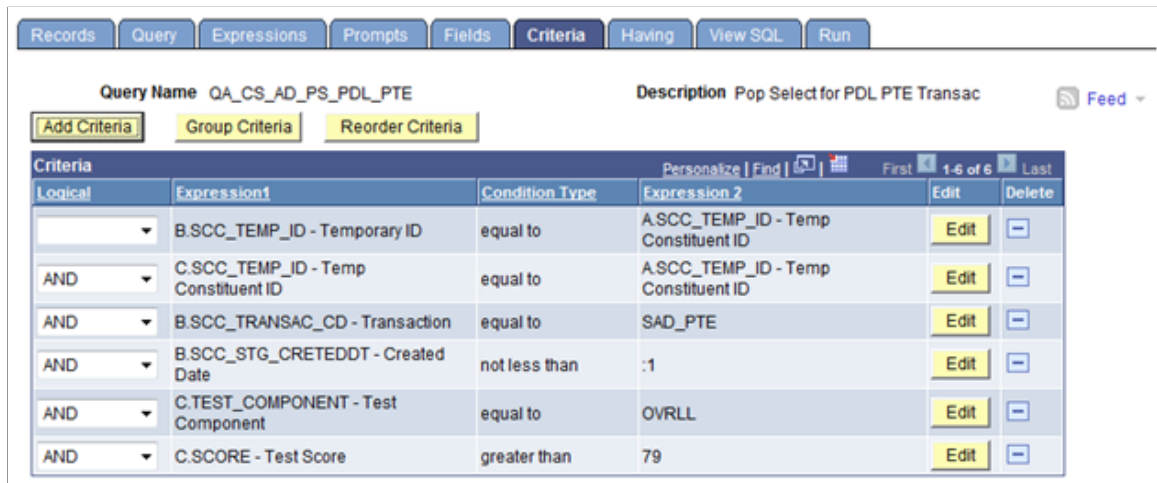 Records Query Expressions Prompts Fields Criteria Having View SQL Run
Query Name QA_CS_AD_PS_PDL_PTE Description Pop Select for PDL PTE Transac Feed
Add Criteria Group Criteria Reorder Criteria
Criteria Personalize | Find | | First 1-6 of 6 Last
Logical Expression1 Condition Type Expression 2 Edit Delete
B.SCC_TEMP_ID - Temporary ID equal to A.SCC_TEMP_ID - Temp Constituent ID Edit
AND C.SCC_TEMP_ID - Temp Constituent ID equal to A.SCC_TEMP_ID - Temp Constituent ID Edit
AND B.SCC_TRANSAC_CD - Transaction equal to SAD_PTE Edit
AND B.SCC_STG_CRETEDDT - Created Date not less than :1 Edit
AND C.TEST_COMPONENT - Test Component equal to OVRLL Edit
AND C.SCORE - Test Score greater than 79 Edit